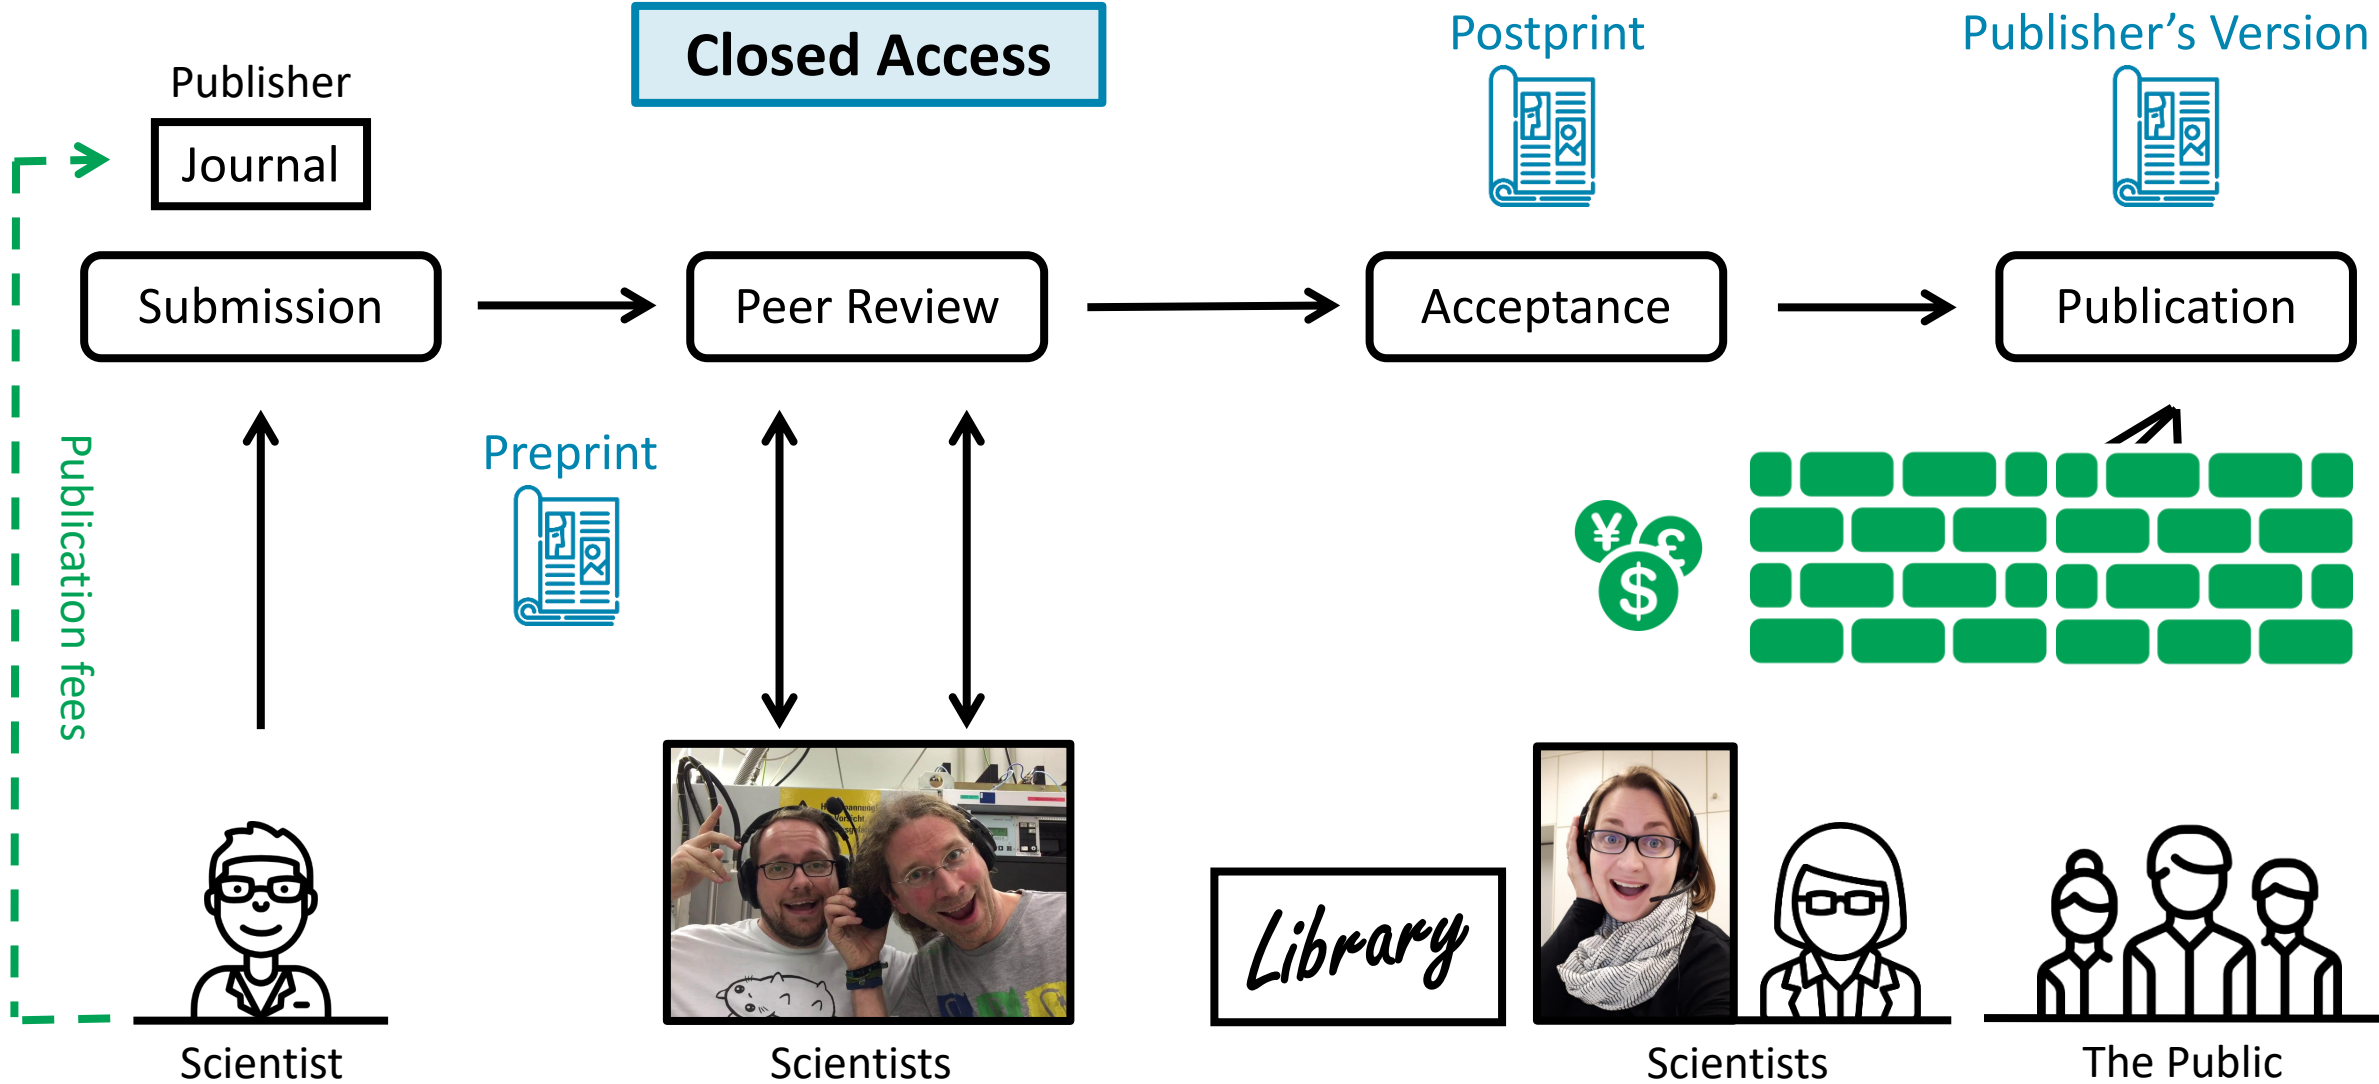 Closed Access
Postprint
Publisher's Version
Publisher
Journal
Submission
Peer Review
Acceptance
Publication
Publication fees
Preprint
¥
£
$
Vorsicht
Library
Scientist
Scientists
Scientists
The Public